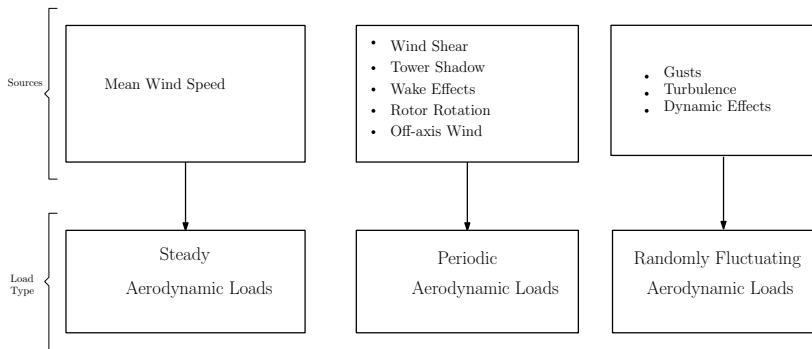 Sources
Mean Wind Speed
• Wind Shear
• Tower Shadow
• Wake Effects
• Rotor Rotation
• Off-axis Wind
• Gusts
• Turbulence
• Dynamic Effects
Load
Type
Steady
Aerodynamic Loads
Periodic
Aerodynamic Loads
Randomly Fluctuating
Aerodynamic Loads